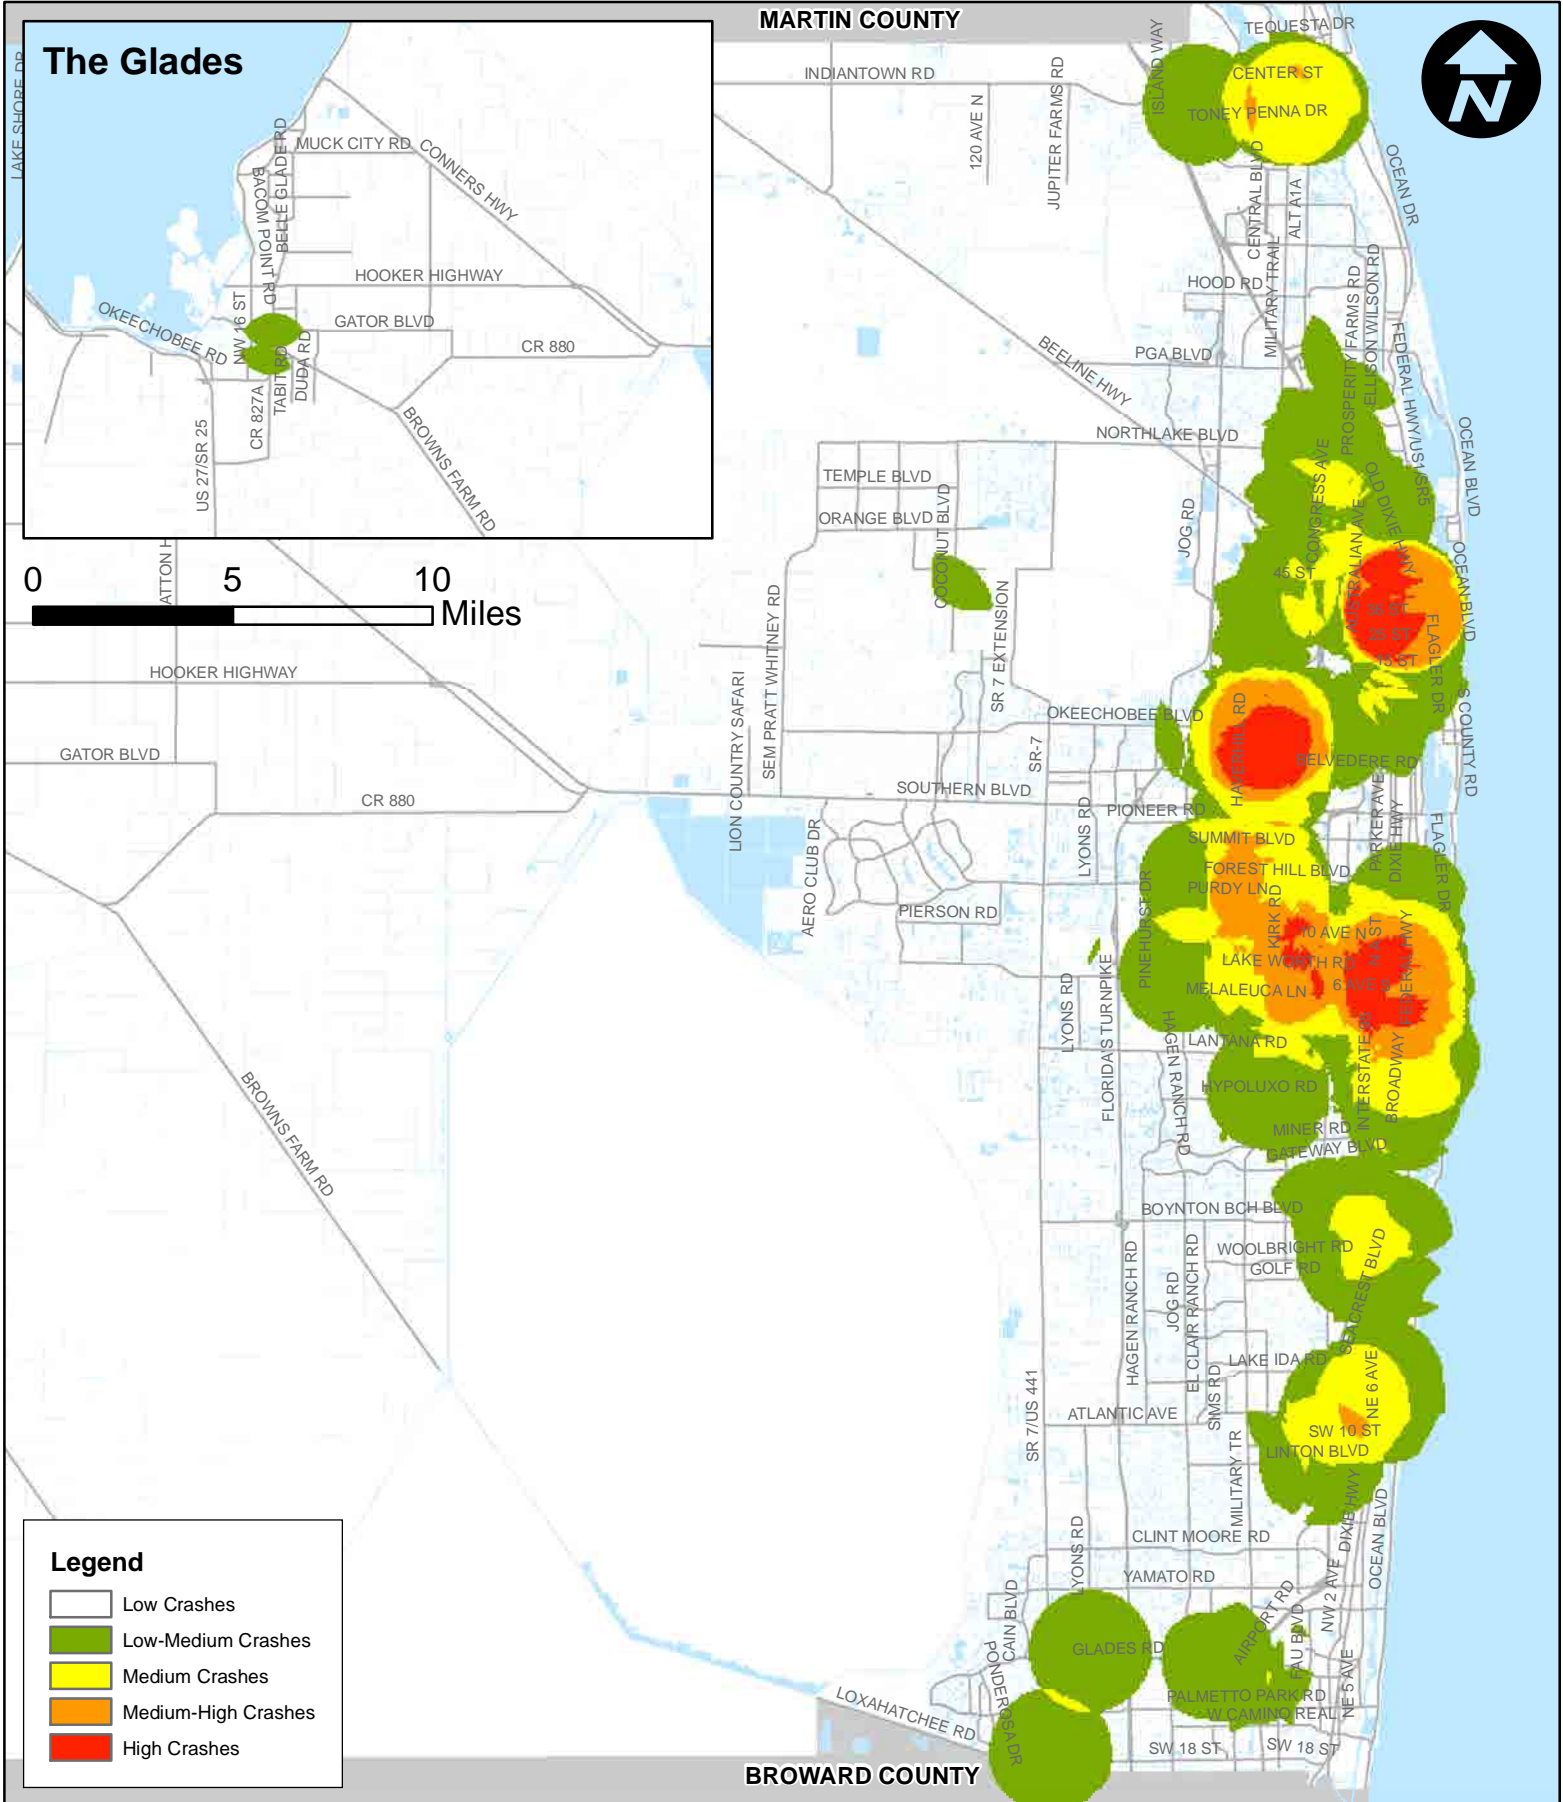 MARTIN COUNTY
The Glades
LAKE SHORE DR
MUCK CITY RD
CONNERS HWY
BACOM POINT RD
BELLE GLADE RD
HOOKER HIGHWAY
OKEECHOBEE RD
NW 16 ST
GATOR BLVD
CR 880
TABIT RD
DUDA RD
CR 827A
US 27/SR 25
BROWNS FARM RD
N
TEQUESTA DR
ISLAND WAY
CENTER ST
INDIANTOWN RD
TONEY PENNA DR
120 AVE N
JUPITER FARMS RD
OCEAN DR
CENTRAL BLVD
ALT A1A
MILITARY TRAIL
HOOD RD
PROSPERITY FARMS RD
ELLISON WILSON RD
FEDERAL HWY/US1/SR5
PGA BLVD
BEELINE HWY
NORTHLAKE BLVD
OCEAN BLVD
TEMPLE BLVD
CONGRESS AVE
OLD DIXIE HWY
ORANGE BLVD
COCONUT BLVD
JOG RD
AUSTRALIAN AVE
45 ST
OCEAN BLVD
36 ST
25 ST
15 ST
FLAGLER DR
0
5
10
Miles
SEM PRATT WHITNEY RD
SR 7 EXTENSION
HOOKER HIGHWAY
LION COUNTRY SAFARI
OKEECHOBEE BLVD
HAVERHILL RD
S COUNTY RD
SR-7
GATOR BLVD
BELVEDERE RD
CR 880
SOUTHERN BLVD
PIONEER RD
LYONS RD
PARKER AVE
DIXIE HWY
FLAGLER DR
AERO CLUB DR
SUMMIT BLVD
FOREST HILL BLVD
PURDY LN
PINEHURST DR
PIERSON RD
KIRK RD
10 AVE N
N A ST
FEDERAL HWY
LAKE WORTH RD
6 AVE S
MELALEUCA LN
LYONS RD
FLORIDA'S TURNPIKE
HAGEN RANCH RD
LANTANA RD
INTERSTATE 95
BROADWAY
HYPOLUXO RD
BROWNS FARM RD
MINER RD
GATEWAY BLVD
BOYNTON BCH BLVD
WOOLBRIGHT RD
GOLF RD
SEACREST BLVD
HAGEN RANCH RD
JOG RD
EL CLAIR RANCH RD
LAKE IDA RD
NE 6 AVE
SIMS RD
SR 7/US 441
ATLANTIC AVE
SW 10 ST
LINTON BLVD
MILITARY TR
DIXIE HWY
OCEAN BLVD
CLINT MOORE RD
LYONS RD
YAMATO RD
NW 2 AVE
CAIN BLVD
AIRPORT RD
FAU BLVD
GLADES RD
PONDEROSA DR
NE 5 AVE
PALMETTO PARK RD
W CAMINO REAL
LOXAHATCHEE RD
SW 18 ST
SW 18 ST
BROWARD COUNTY
Legend
Low Crashes
Low-Medium Crashes
Medium Crashes
Medium-High Crashes
High Crashes